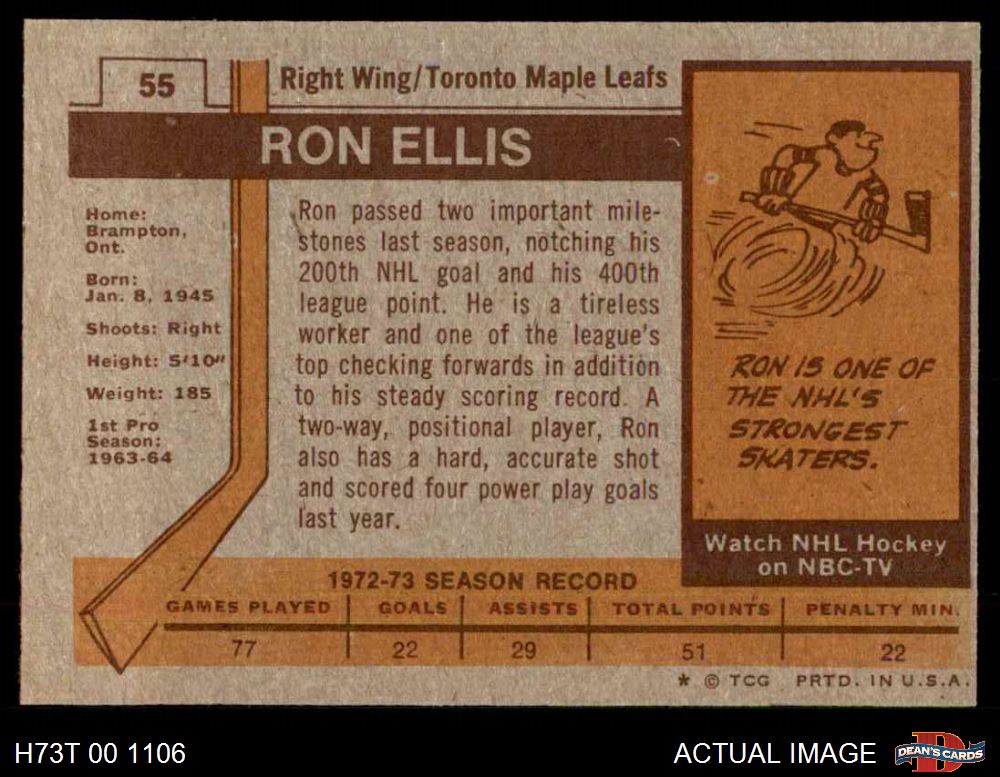 55
Right Wing/Toronto Maple Leafs
RON ELLIS
Home:
Brampton,
Ont.
Born:
Jan. 8, 1945
Shoots: Right
Height: 5'10"
Weight: 185
1st Pro
Season:
1963-64
Ron passed two important mile-
stones last season, notching his
200th NHL goal and his 400th
league point. He is a tireless
worker and one of the league's
top checking forwards in addition
to his steady scoring record. A
two-way, positional player, Ron
also has a hard, accurate shot
and scored four power play goals
last year.
RON IS ONE OF
THE NHL'S
STRONGEST
SKATERS.
Watch NHL Hockey
on NBC-TV
1972-73 SEASON RECORD
GAMES PLAYED GOALS ASSISTS TOTAL POINTS PENALTY MIN.
77 22 29 51 22
* © TCG PRTD. IN U.S.A.
H73T 00 1106
ACTUAL IMAGE
DEAN'S CARDS